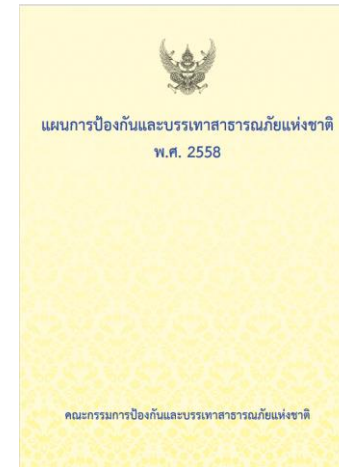 แผนการป้องกันและบรรเทาสาธารณภัยแห่งชาติ
พ.ศ. 2558
คณะกรรมการป้องกันและบรรเทาสาธารณภัยแห่งชาติ